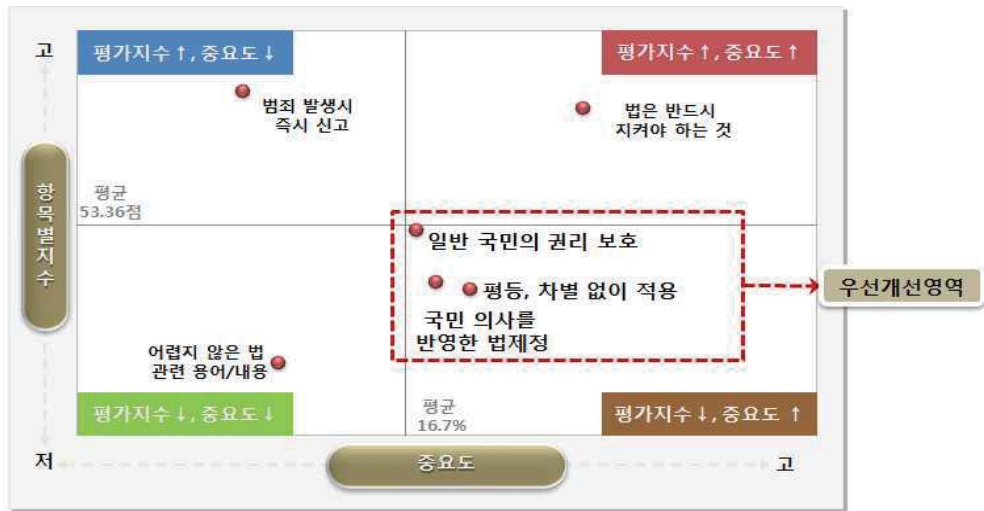 고
평가지수↑, 중요도↓
평가지수↑, 중요도↑
범죄 발생시
즉시 신고
법은 반드시
지켜야 하는 것
항목별지수
평균
53.36점
일반 국민의 권리 보호
평등, 차별 없이 적용
국민 의사를
반영한 법제정
우선개선영역
어렵지 않은 법
관련 용어/내용
평가지수↓, 중요도↓
평균
16.7%
평가지수↓, 중요도 ↑
저
중요도
고